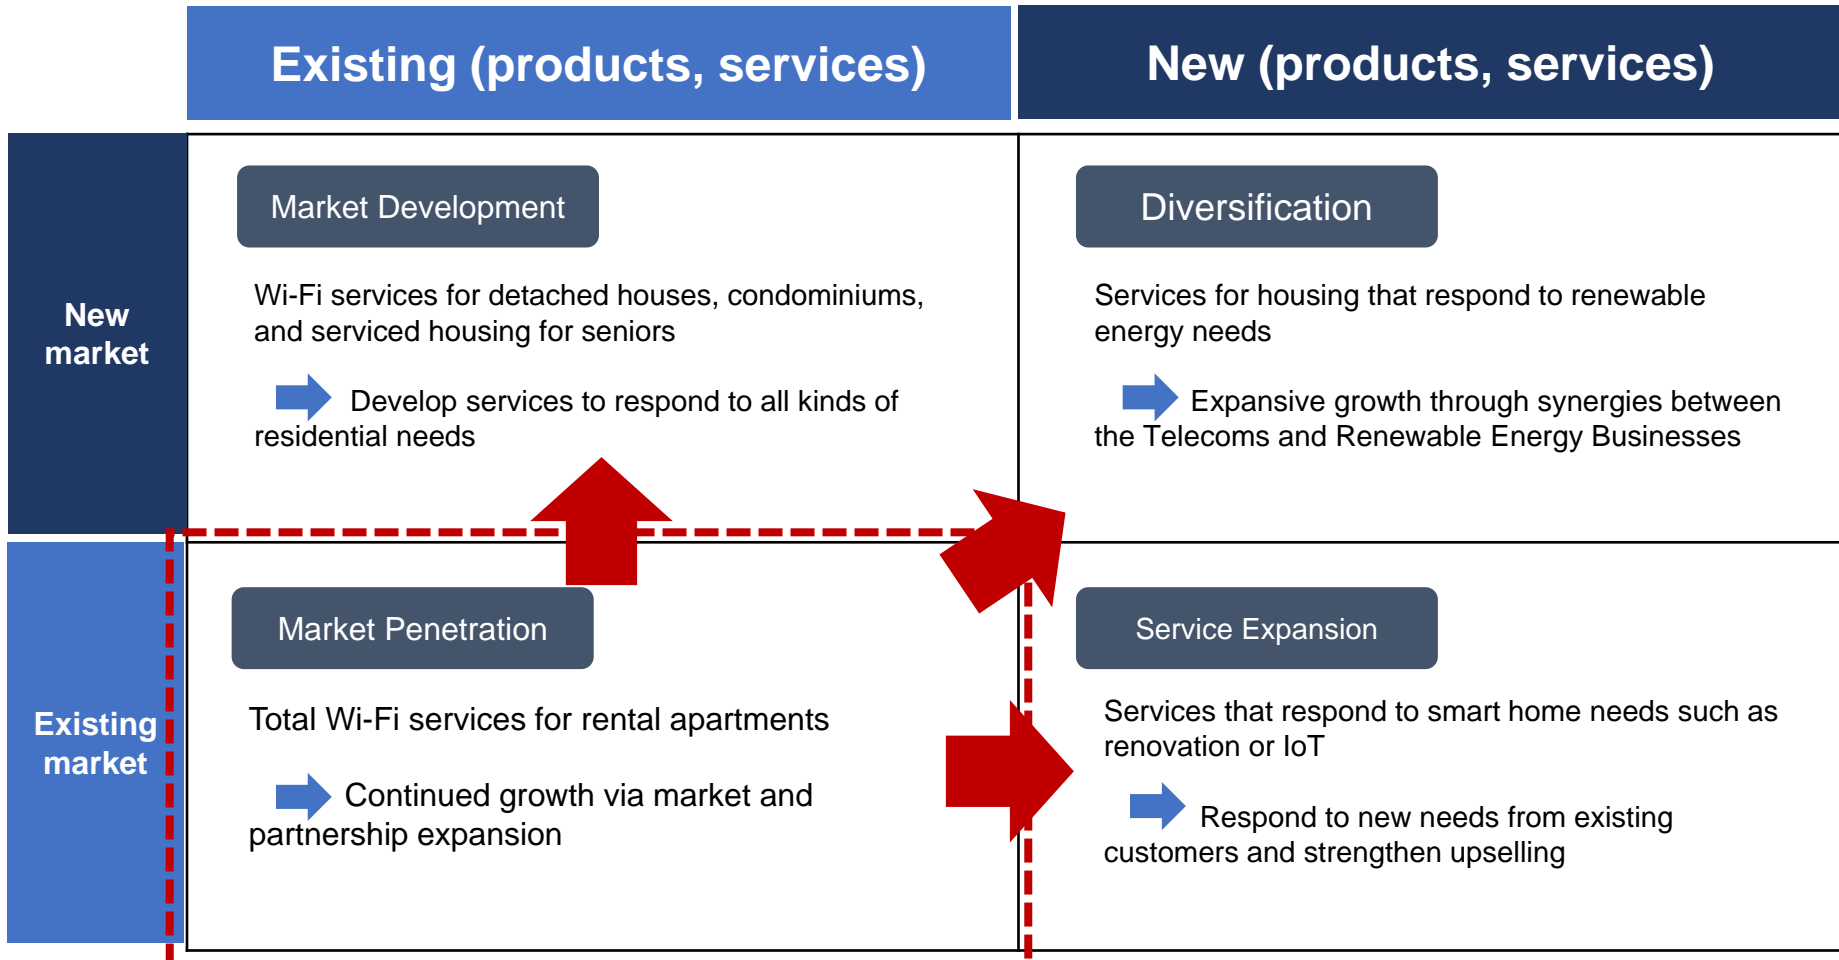 Existing (products, services)
New (products, services)
New
market
Market Development
Wi-Fi services for detached houses, condominiums,
and serviced housing for seniors
Develop services to respond to all kinds of
residential needs
Diversification
Services for housing that respond to renewable
energy needs
Expansive growth through synergies between
the Telecoms and Renewable Energy Businesses
Existing
market
Market Penetration
Total Wi-Fi services for rental apartments
Continued growth via market and
partnership expansion
Service Expansion
Services that respond to smart home needs such as
renovation or IoT
Respond to new needs from existing
customers and strengthen upselling